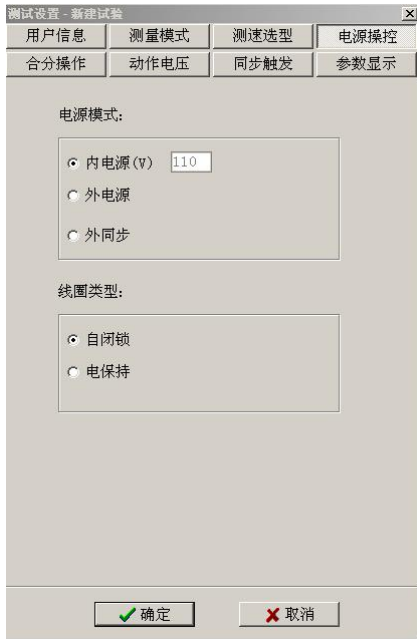 测试设置 - 新建试验
用户信息 测量模式 测速选型 电源操控
合分操作 动作电压 同步触发 参数显示
电源模式:
内电源(V) 110
外电源
外同步
线圈类型:
自闭锁
电保持
确定 取消